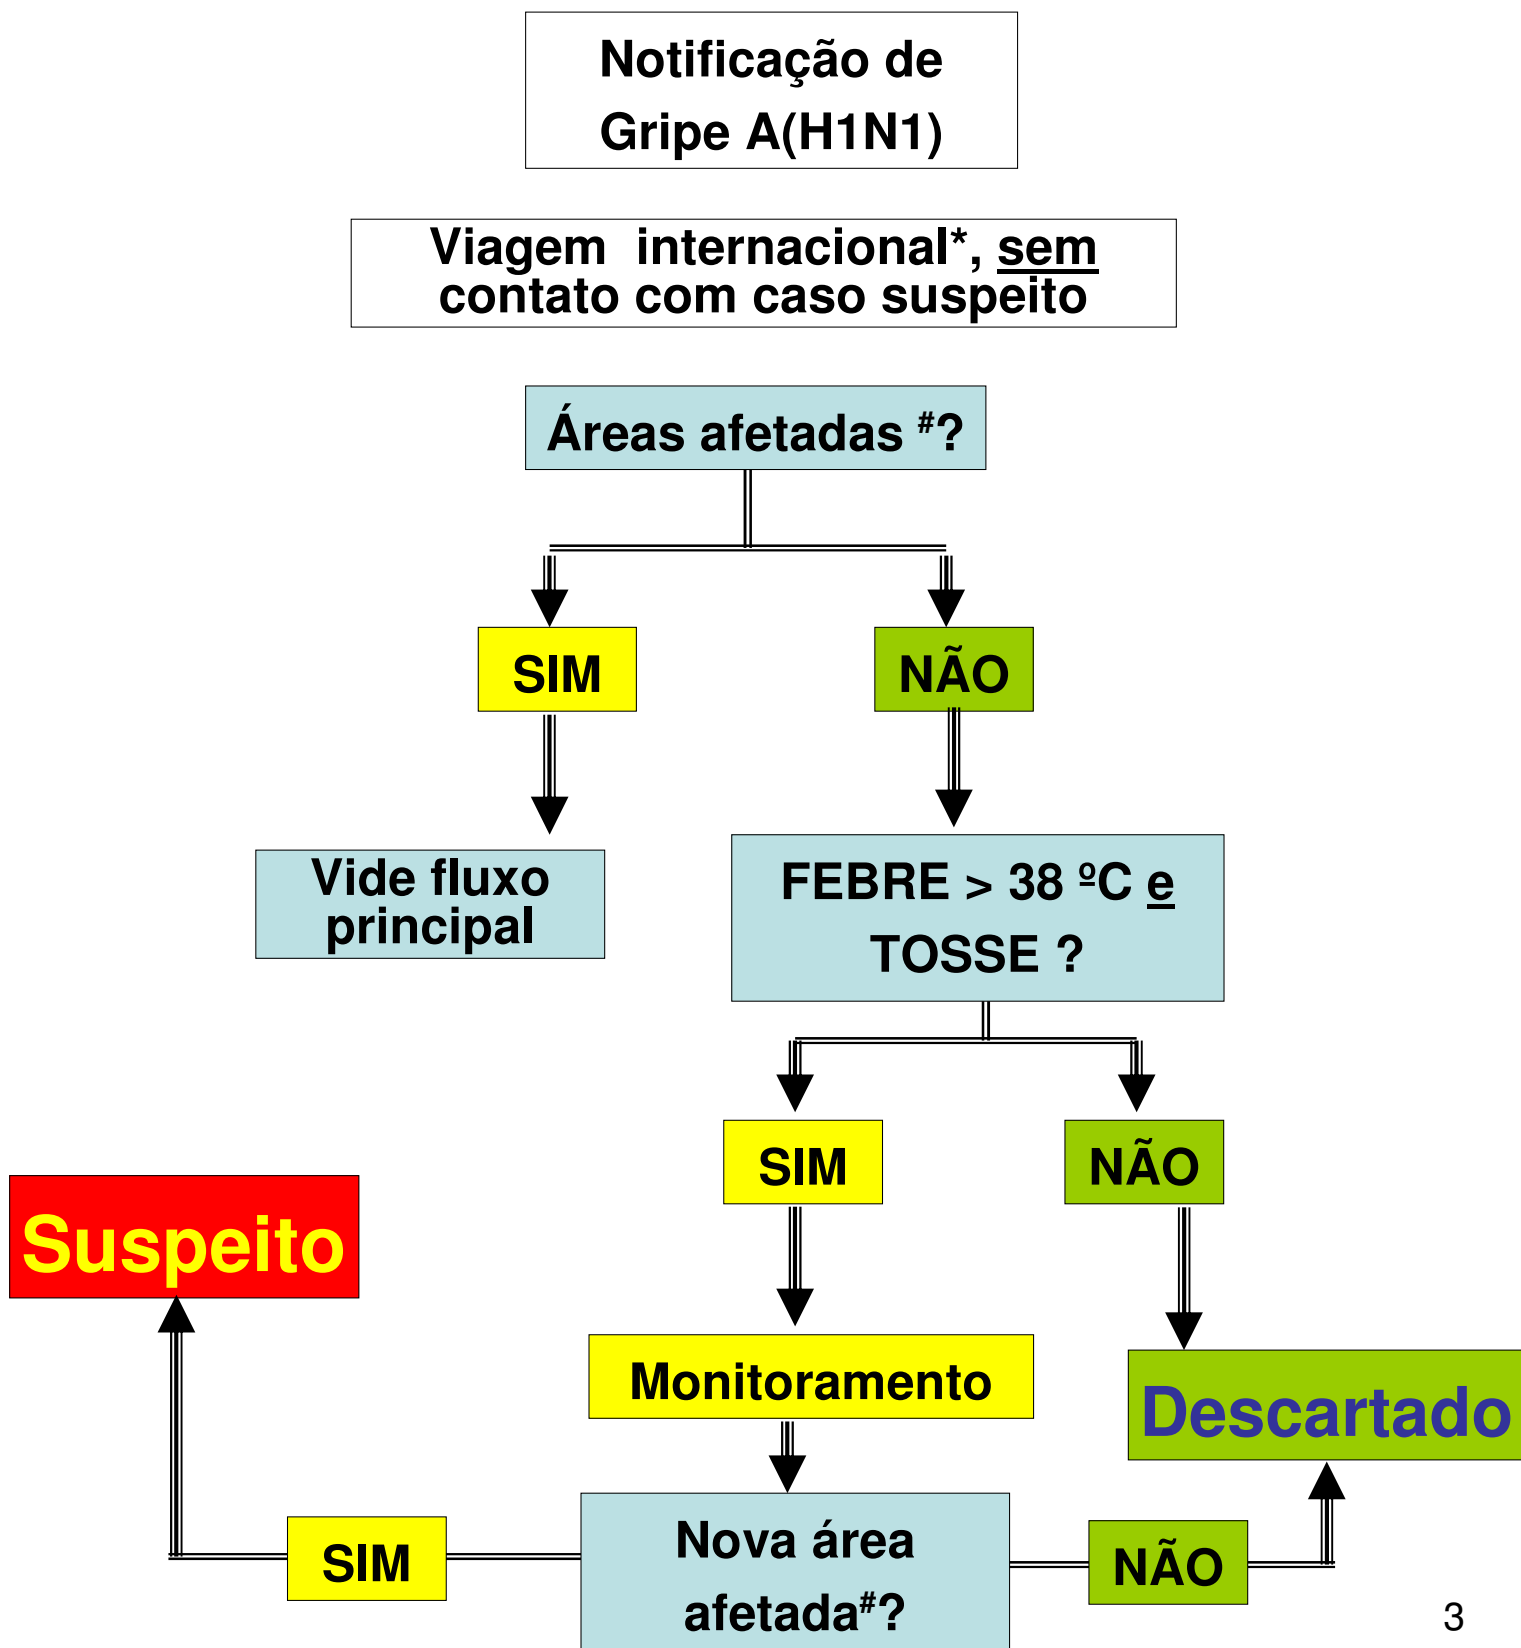 Notificação de
Gripe A(H1N1)
Viagem internacional*, sem
contato com caso suspeito
Áreas afetadas #?
SIM
NÃO
Vide fluxo
principal
FEBRE > 38 ºC e
TOSSE ?
SIM
NÃO
Suspeito
Monitoramento
Descartado
SIM
Nova área
afetada#?
NÃO
3